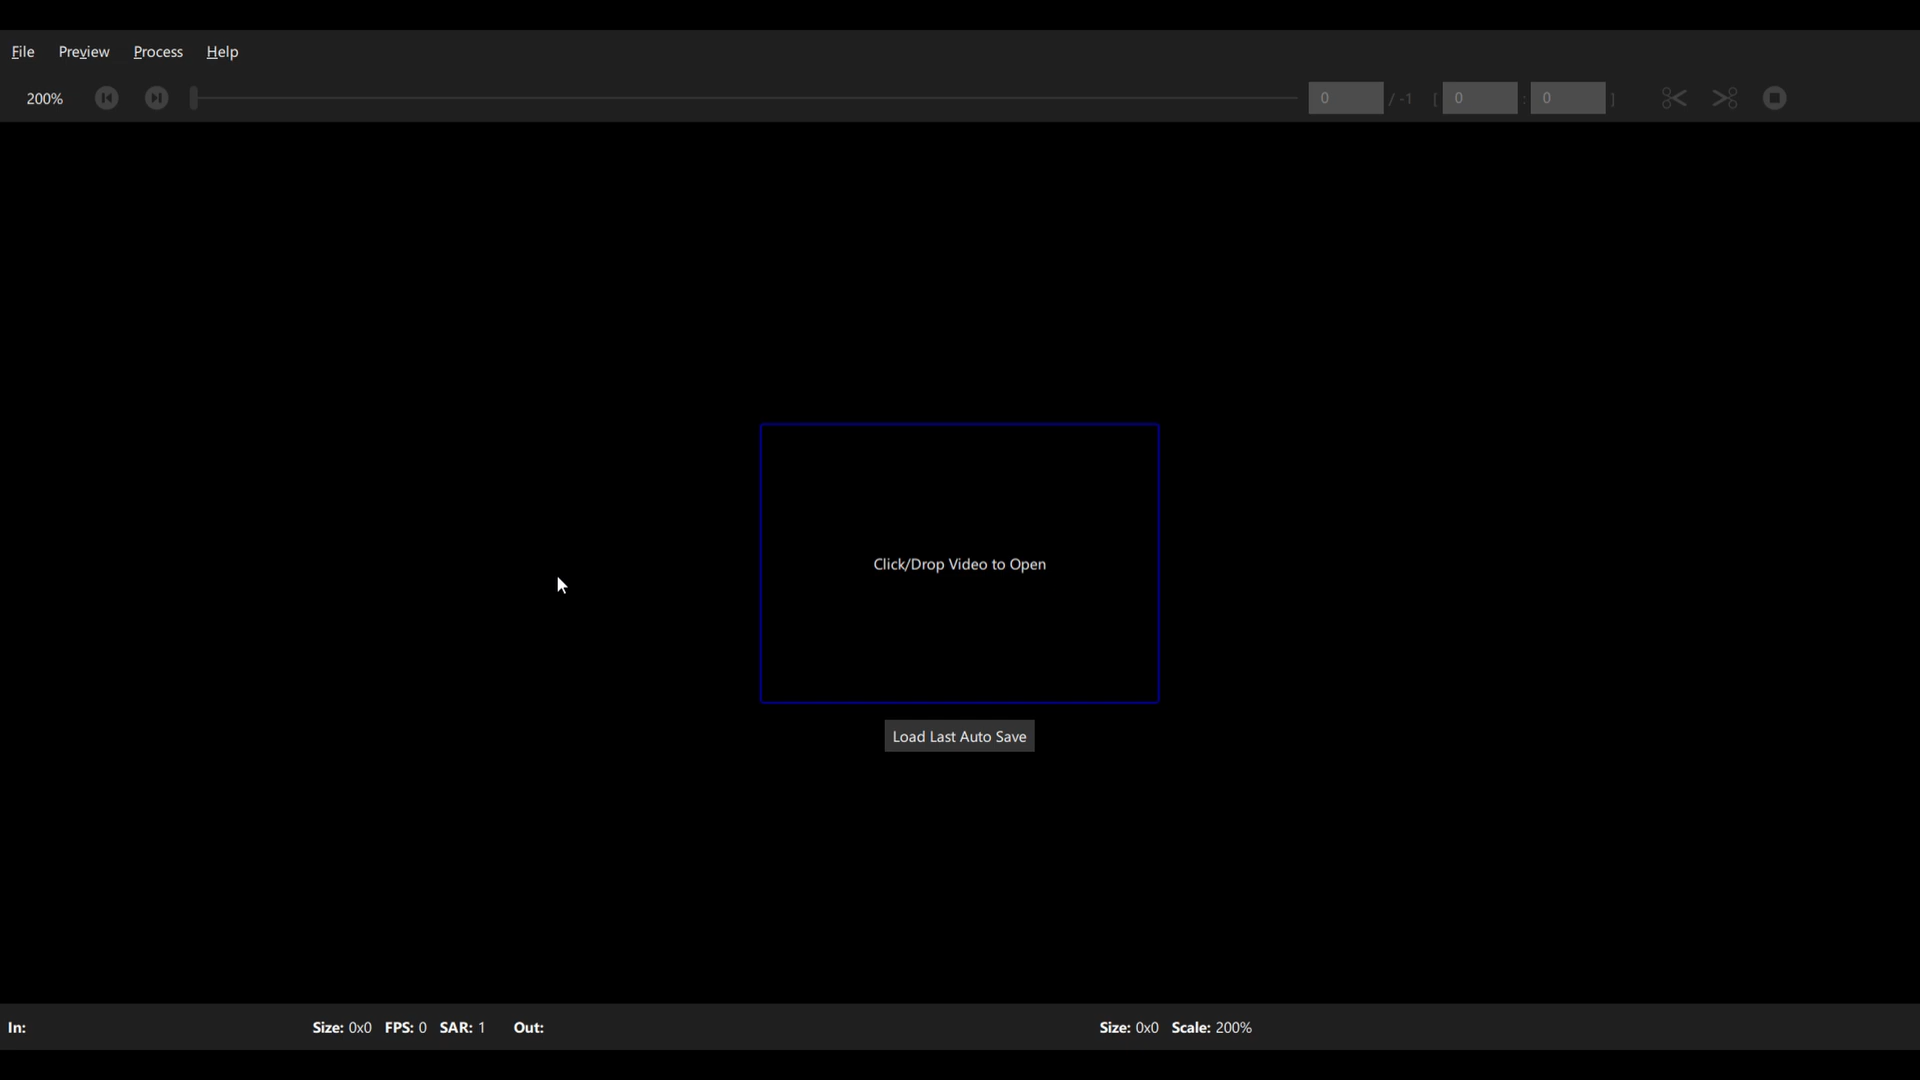 File Preview Process Help
200% 0 / -1 [ 0 : 0 ]
Click/Drop Video to Open
Load Last Auto Save
In: Size: 0x0 FPS: 0 SAR: 1 Out: Size: 0x0 Scale: 200%